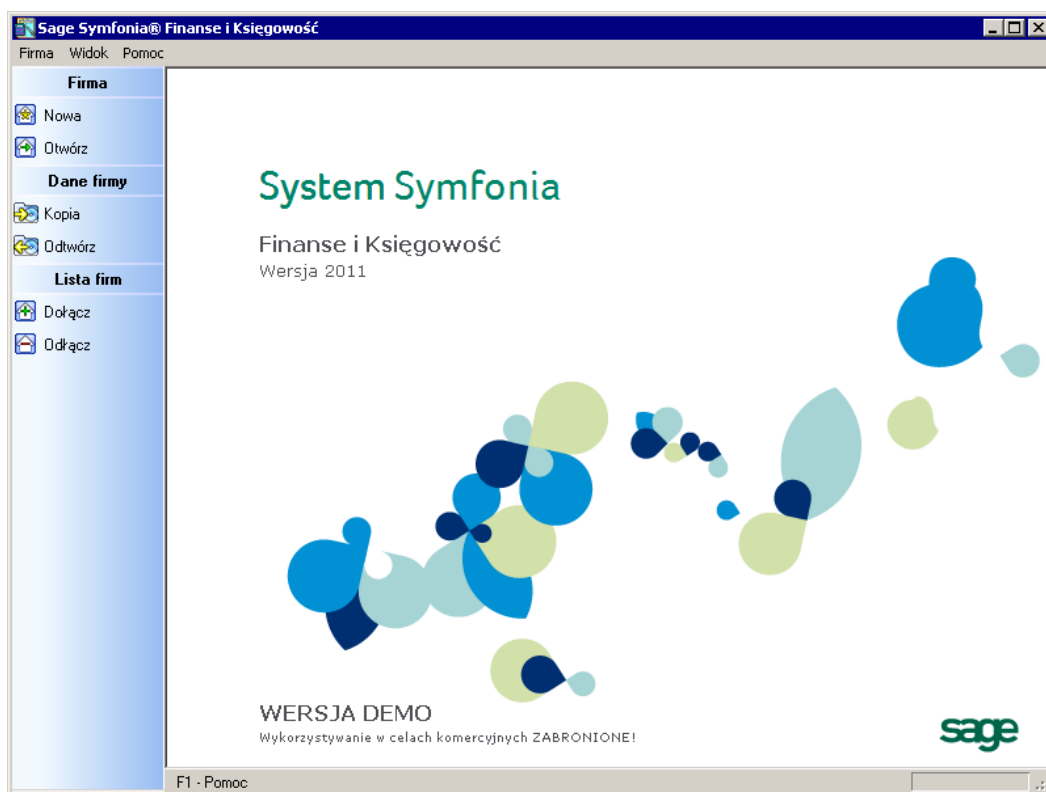 Sage Symfonia® Finanse i Księgowość
Firma Widok Pomoc
Firma
Nowa
Otwórz
Dane firmy
Kopia
Odtwórz
Lista firm
Dołącz
Odłącz
System Symfonia
Finanse i Księgowość
Wersja 2011
WERSJA DEMO
Wykorzystywanie w celach komercyjnych ZABRONIONE!
sage
F1 - Pomoc